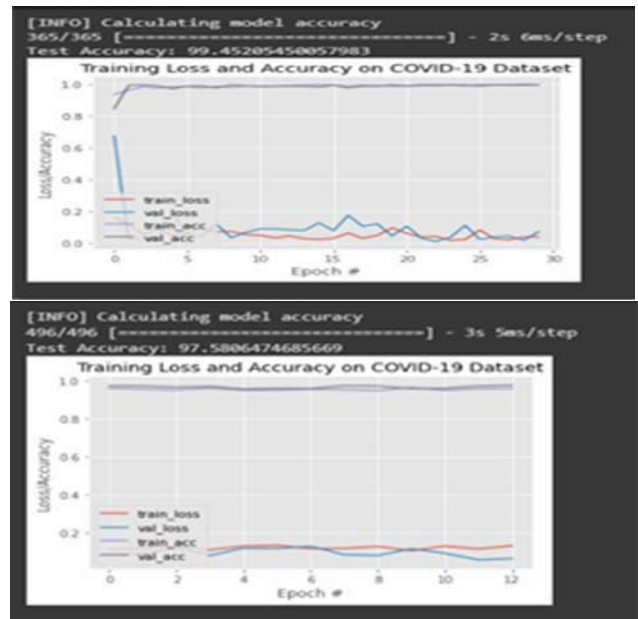 [INFO] Calculating model accuracy
365/365 [==============================] - 2s 6ms/step
Test Accuracy: 99.45205450057983
Training Loss and Accuracy on COVID-19 Dataset
1.0
0.8
0.6
0.4
0.2
0.0
Loss/Accuracy
train_loss
val_loss
train_acc
val_acc
0 5 10 15 20 25 30
Epoch #
[INFO] Calculating model accuracy
496/496 [==============================] - 3s 5ms/step
Test Accuracy: 97.5806474685669
Training Loss and Accuracy on COVID-19 Dataset
1.0
0.8
0.6
0.4
0.2
Loss/Accuracy
train_loss
val_loss
train_acc
val_acc
0 2 4 6 8 10 12
Epoch #